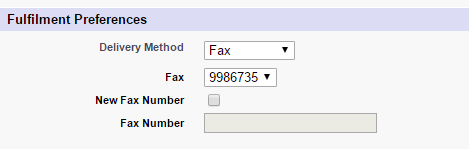 Fulfilment Preferences
Delivery Method Fax
Fax 9986735
New Fax Number
Fax Number